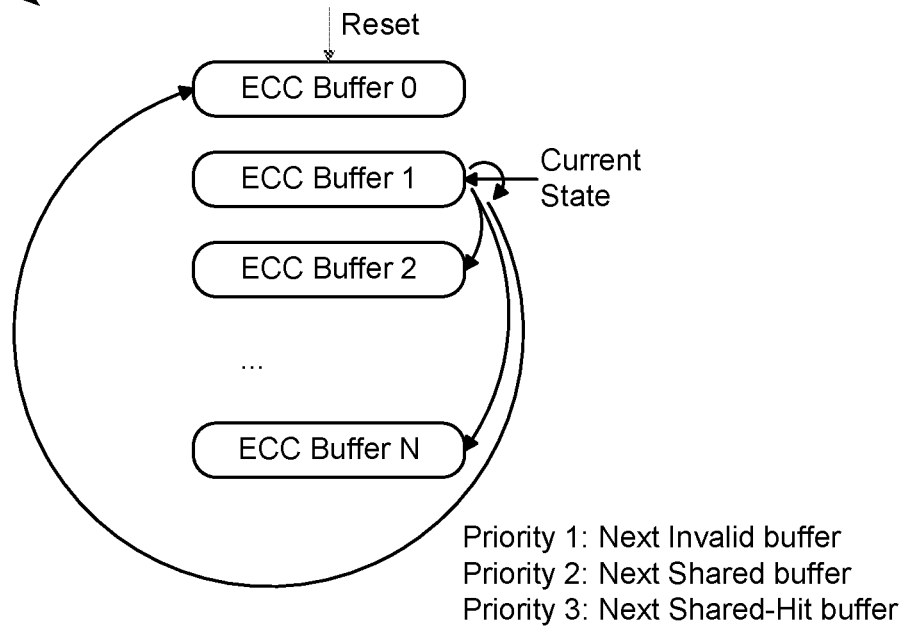 Reset
ECC Buffer 0
ECC Buffer 1
Current
State
ECC Buffer 2
...
ECC Buffer N
Priority 1: Next Invalid buffer
Priority 2: Next Shared buffer
Priority 3: Next Shared-Hit buffer